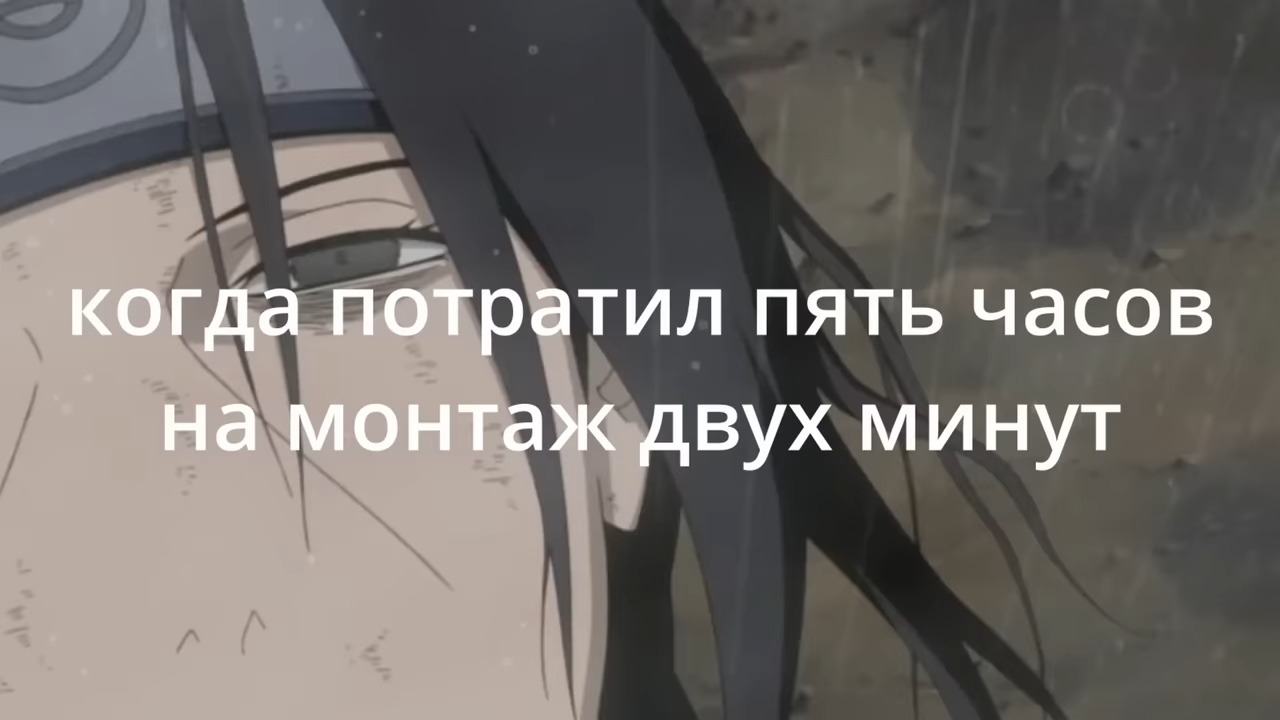 когда потратил пять часов
на монтаж двух минут